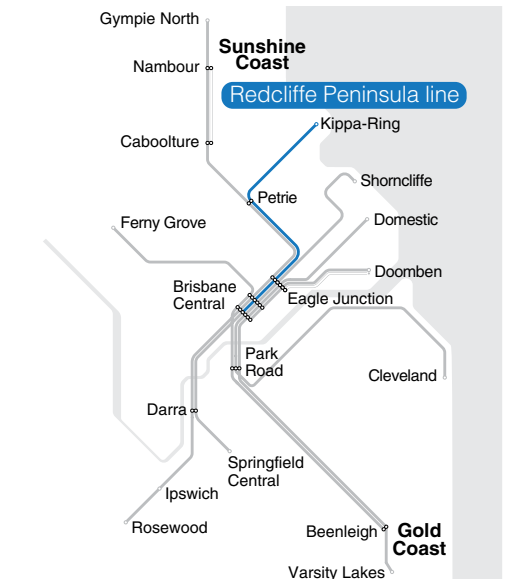 Gympie North
Sunshine
Coast
Nambour
Redcliffe Peninsula line
Kippa-Ring
Caboolture
Shorncliffe
Petrie
Ferny Grove
Domestic
Doomben
Brisbane
Central
Eagle Junction
Park
Road
Cleveland
Darra
Springfield
Central
Ipswich
Rosewood
Beenleigh
Gold
Coast
Varsity Lakes